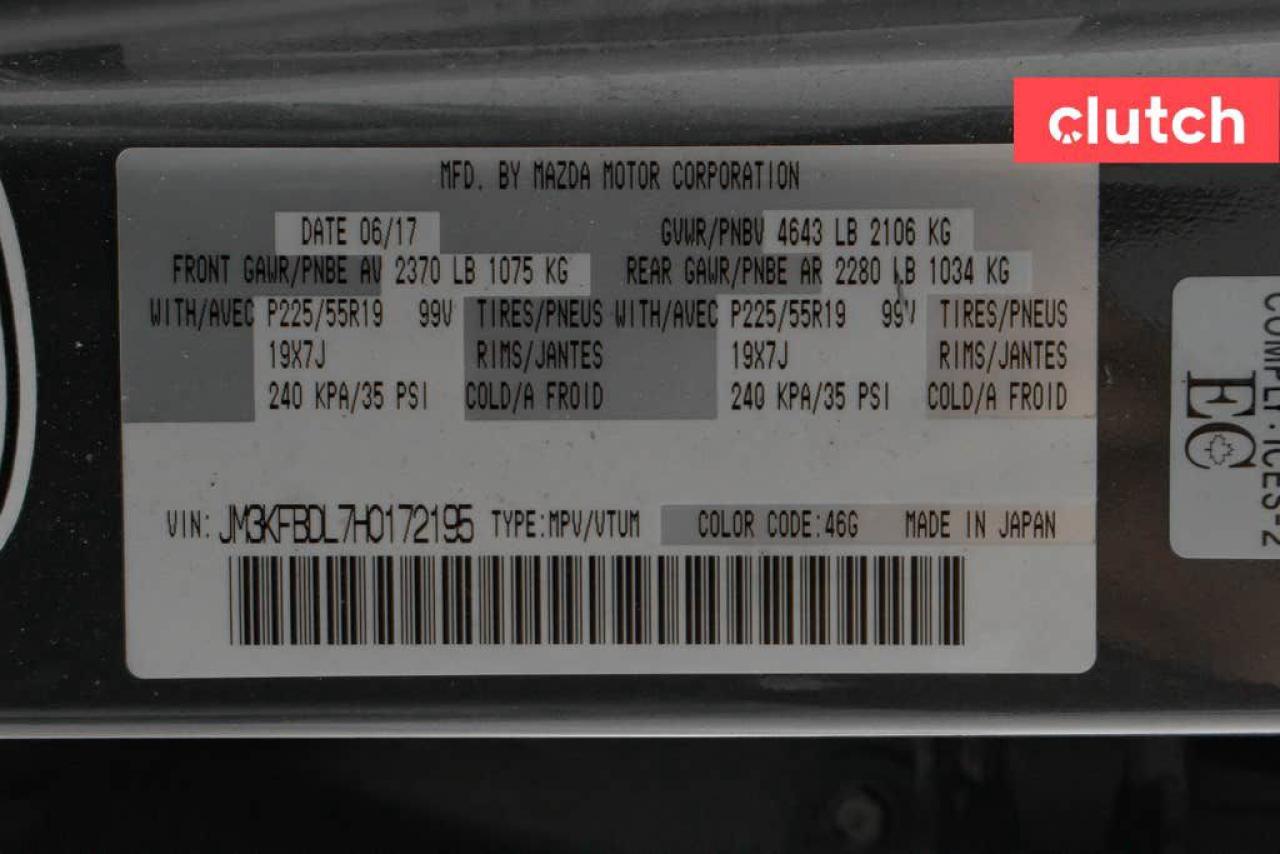 clutch
MFD. BY MAZDA MOTOR CORPORATION
DATE 06/17 GVWR/PNBV 4643 LB 2106 KG
FRONT GAWR/PNBE AV 2370 LB 1075 KG REAR GAWR/PNBE AR 2280 LB 1034 KG
WITH/AVEC P225/55R19 99V TIRES/PNEUS WITH/AVEC P225/55R19 99V TIRES/PNEUS
19X7J RIMS/JANTES 19X7J RIMS/JANTES
240 KPA/35 PSI COLD/A FROID 240 KPA/35 PSI COLD/A FROID
VIN: JM3KFBDL7H0172195 TYPE:MPV/VTUM COLOR CODE:46G MADE IN JAPAN
EC
COMPLT:ICES-2